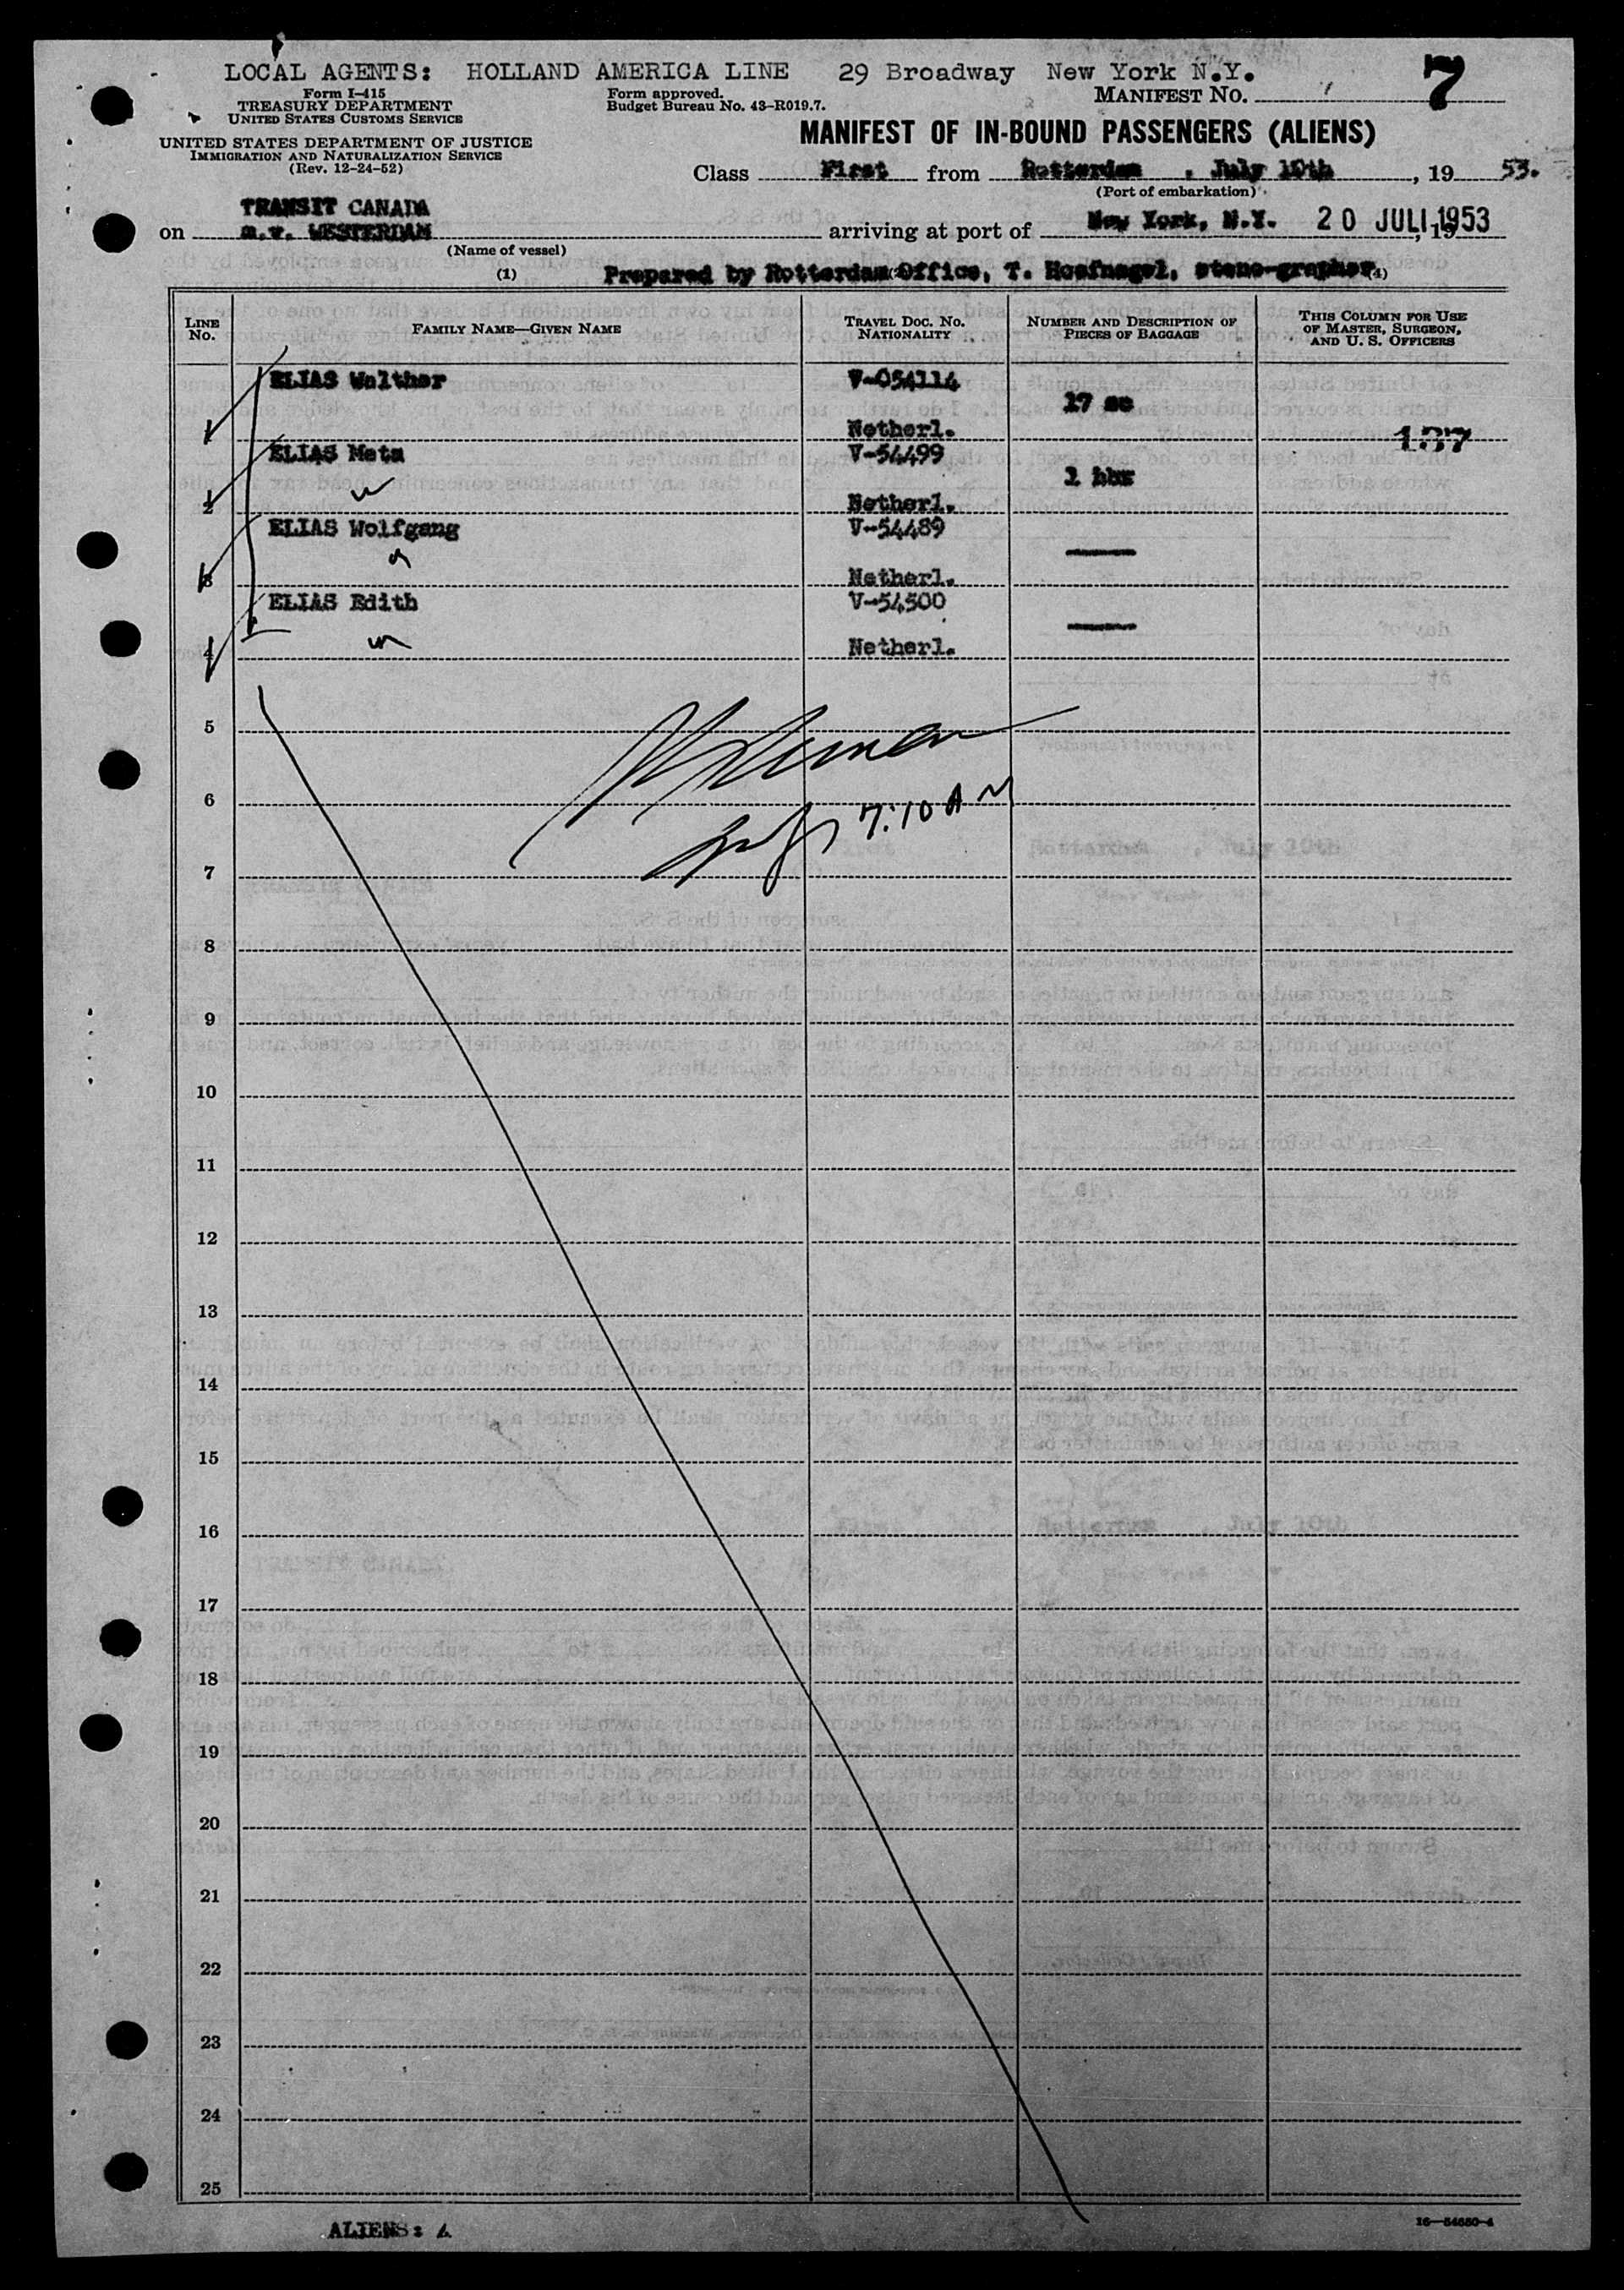 LOCAL AGENTS: HOLLAND AMERICA LINE 29 Broadway New York N.Y.
Form I-415
TREASURY DEPARTMENT
UNITED STATES CUSTOMS SERVICE
Form approved.
Budget Bureau No. 43-R019.7.
MANIFEST NO. 7
UNITED STATES DEPARTMENT OF JUSTICE
IMMIGRATION AND NATURALIZATION SERVICE
(Rev. 12-24-52)
MANIFEST OF IN-BOUND PASSENGERS (ALIENS)
Class First from Rotterdam, July 10th, 19 53.
(Port of embarkation)
TRANSIT CANADA
on m.v. WESTERDAM arriving at port of New York, N.Y. 20 JULI 1953
(Name of vessel)
(1) Prepared by Rotterdam Office, T. Hoefnagel, steno-grapher (4)
LINE No. FAMILY NAME—GIVEN NAME TRAVEL DOC. NO. NATIONALITY NUMBER AND DESCRIPTION OF PIECES OF BAGGAGE THIS COLUMN FOR USE OF MASTER, SURGEON, AND U. S. OFFICERS
ELIAS Walther V-054114
17 sc
1 Netherl. 137
ELIAS Meta V-54499
1 hbx
2 Netherl.
ELIAS Wolfgang V-54489
3 Netherl.
ELIAS Edith V-54500
4 Netherl.
5
6
7:10 AM
7
8
9
10
11
12
13
14
15
16
17
18
19
20
21
22
23
24
25
ALIENS: 4
16—54650-4